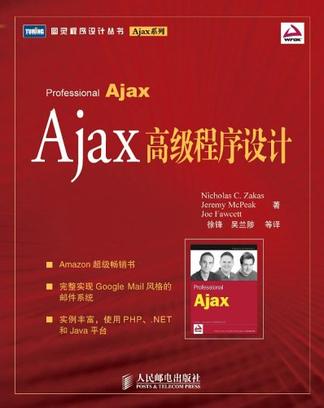 TURING 图灵程序设计丛书 Ajax系列
wrox
Professional Ajax
Ajax 高级程序设计
Nicholas C. Zakas
Jeremy McPeak 著
Joe Fawcett
徐锋 吴兰陟 等译
Amazon 超级畅销书
完整实现 Google Mail 风格的
邮件系统
实例丰富，使用 PHP、.NET
和 Java 平台
Professional
Ajax
人民邮电出版社
POSTS & TELECOM PRESS